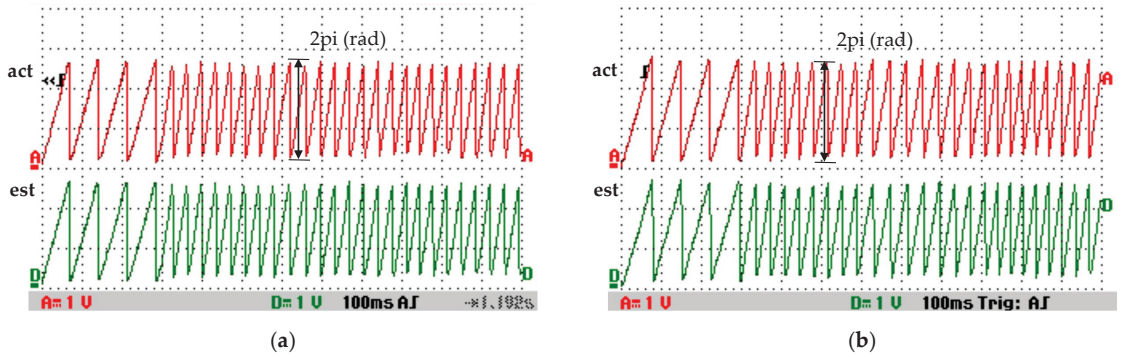 2pi (rad)
act
A
A
est
D
D
A= 1 V D= 1 V 100ms A
(a)
2pi (rad)
act
A
A
est
D
D
A= 1 V D= 1 V 100ms Trig: A
(b)